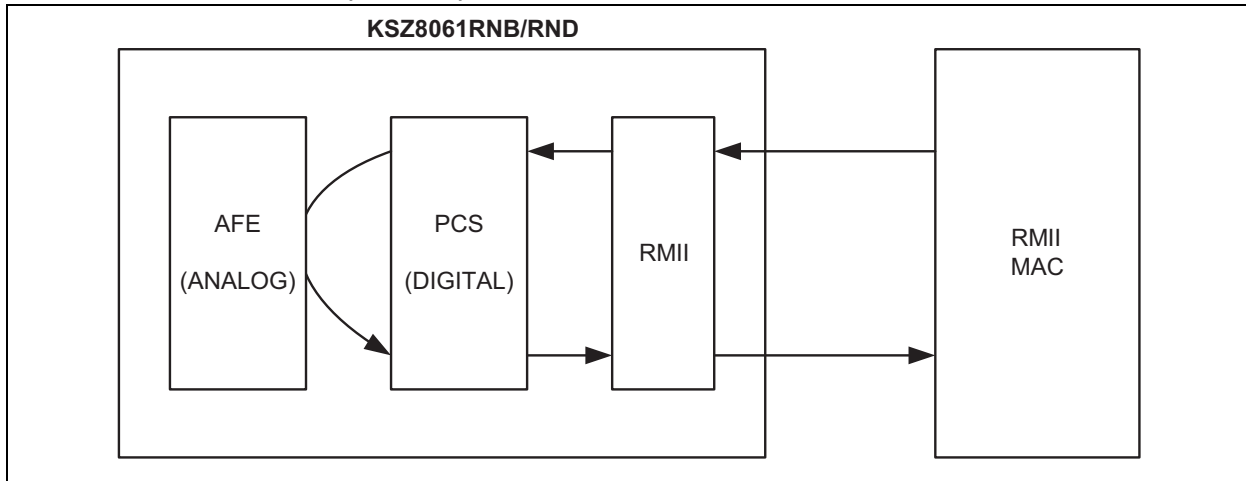 KSZ8061RNB/RND
AFE
(ANALOG)
PCS
(DIGITAL)
RMII
RMII
MAC